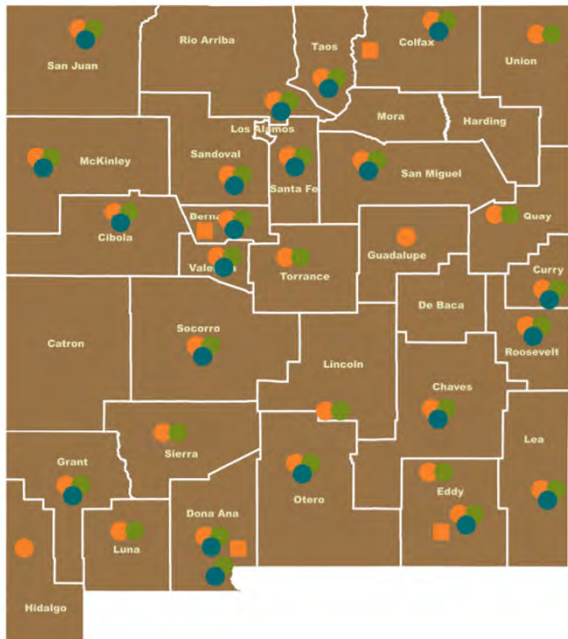 Rio Arriba
Taos
Colfax
San Juan
Union
Mora
Harding
Los Alamos
Sandoval
McKinley
San Miguel
Santa Fe
Berna
Quay
Cibola
Guadalupe
Valencia
Torrance
Curry
De Baca
Socorro
Catron
Roosevelt
Lincoln
Chaves
Lea
Sierra
Grant
Eddy
Otero
Dona Ana
Luna
Hidalgo